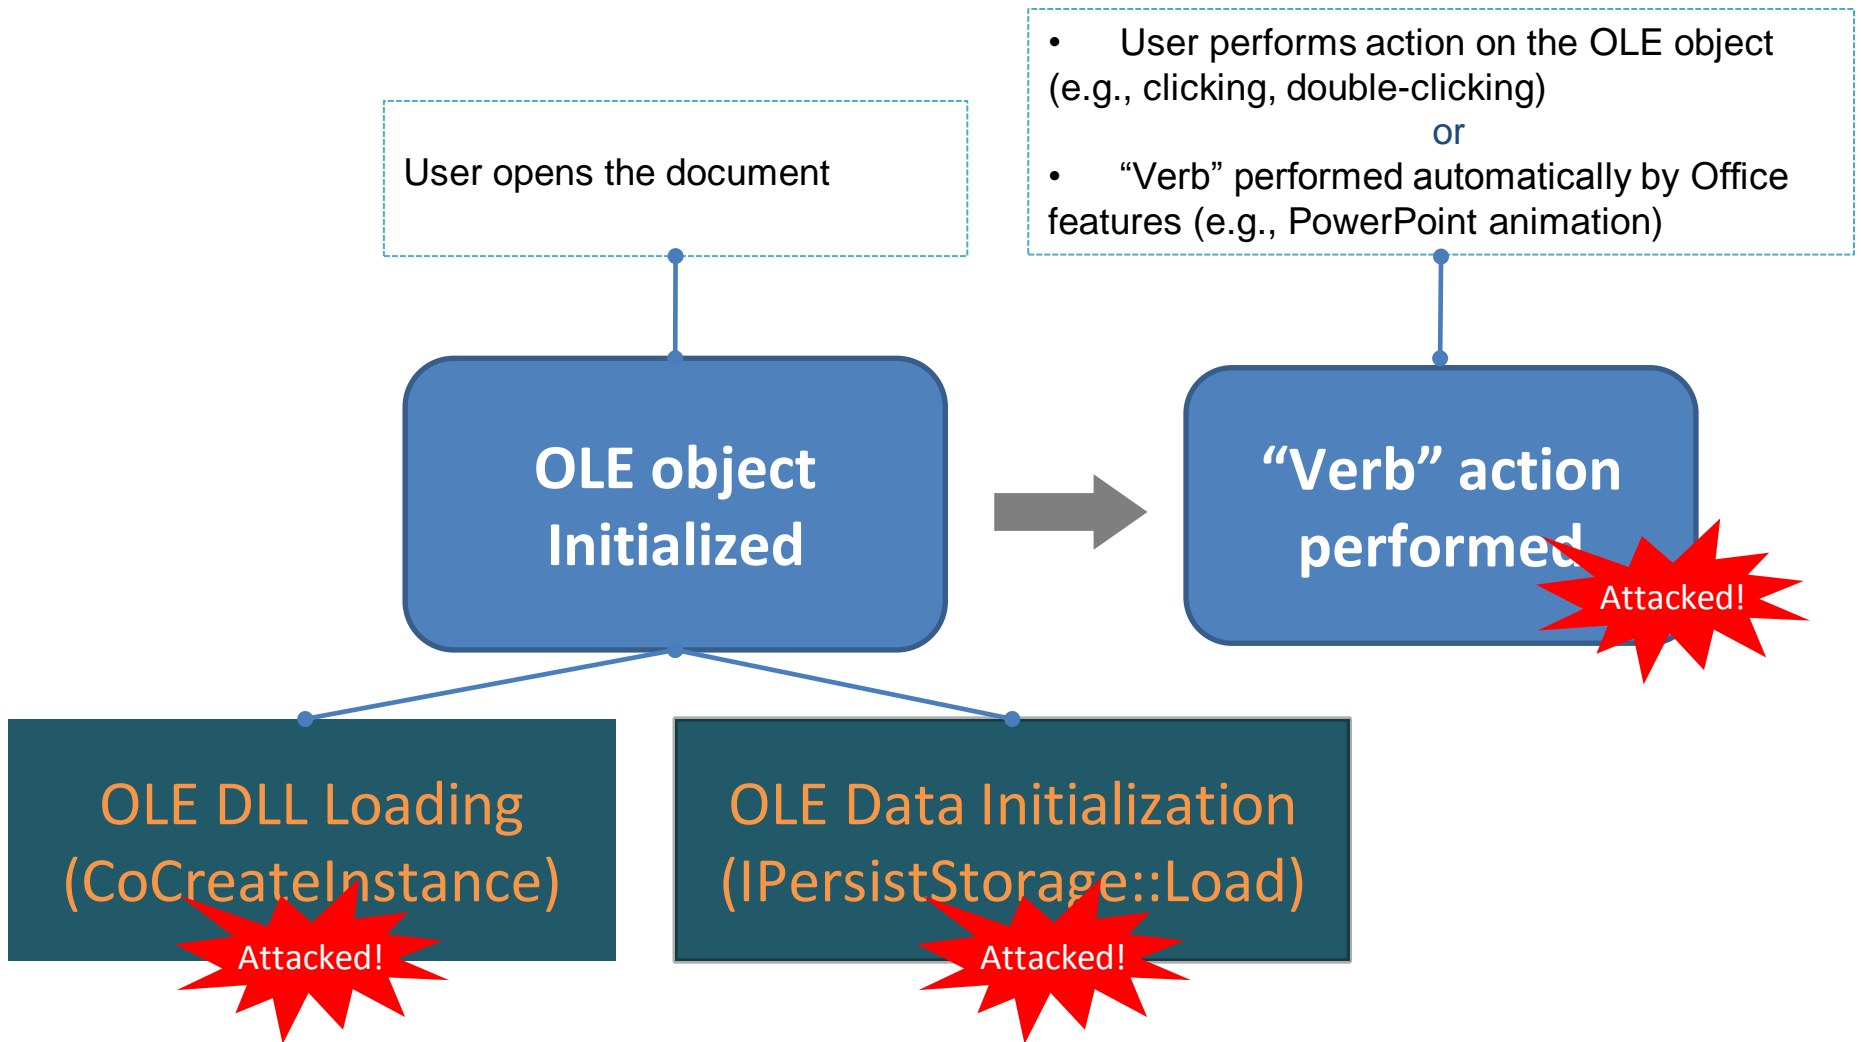 • User performs action on the OLE object
(e.g., clicking, double-clicking)
or
• “Verb” performed automatically by Office
features (e.g., PowerPoint animation)
User opens the document
OLE object
Initialized
“Verb” action
performed
Attacked!
OLE DLL Loading
(CoCreateInstance)
Attacked!
OLE Data Initialization
(IPersistStorage::Load)
Attacked!